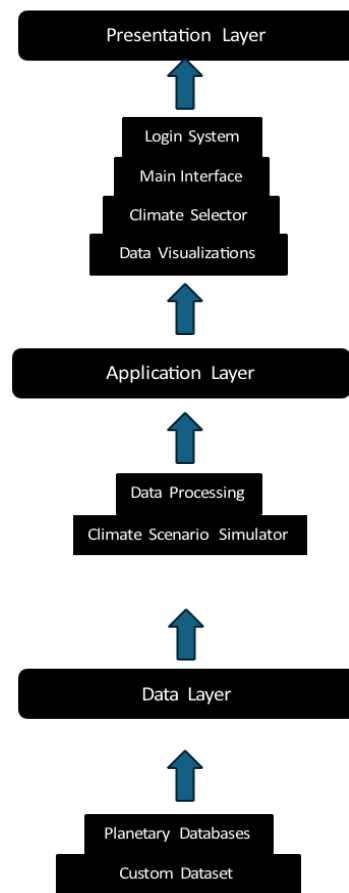 Presentation Layer
Login System
Main Interface
Climate Selector
Data Visualizations
Application Layer
Data Processing
Climate Scenario Simulator
Data Layer
Planetary Databases
Custom Dataset